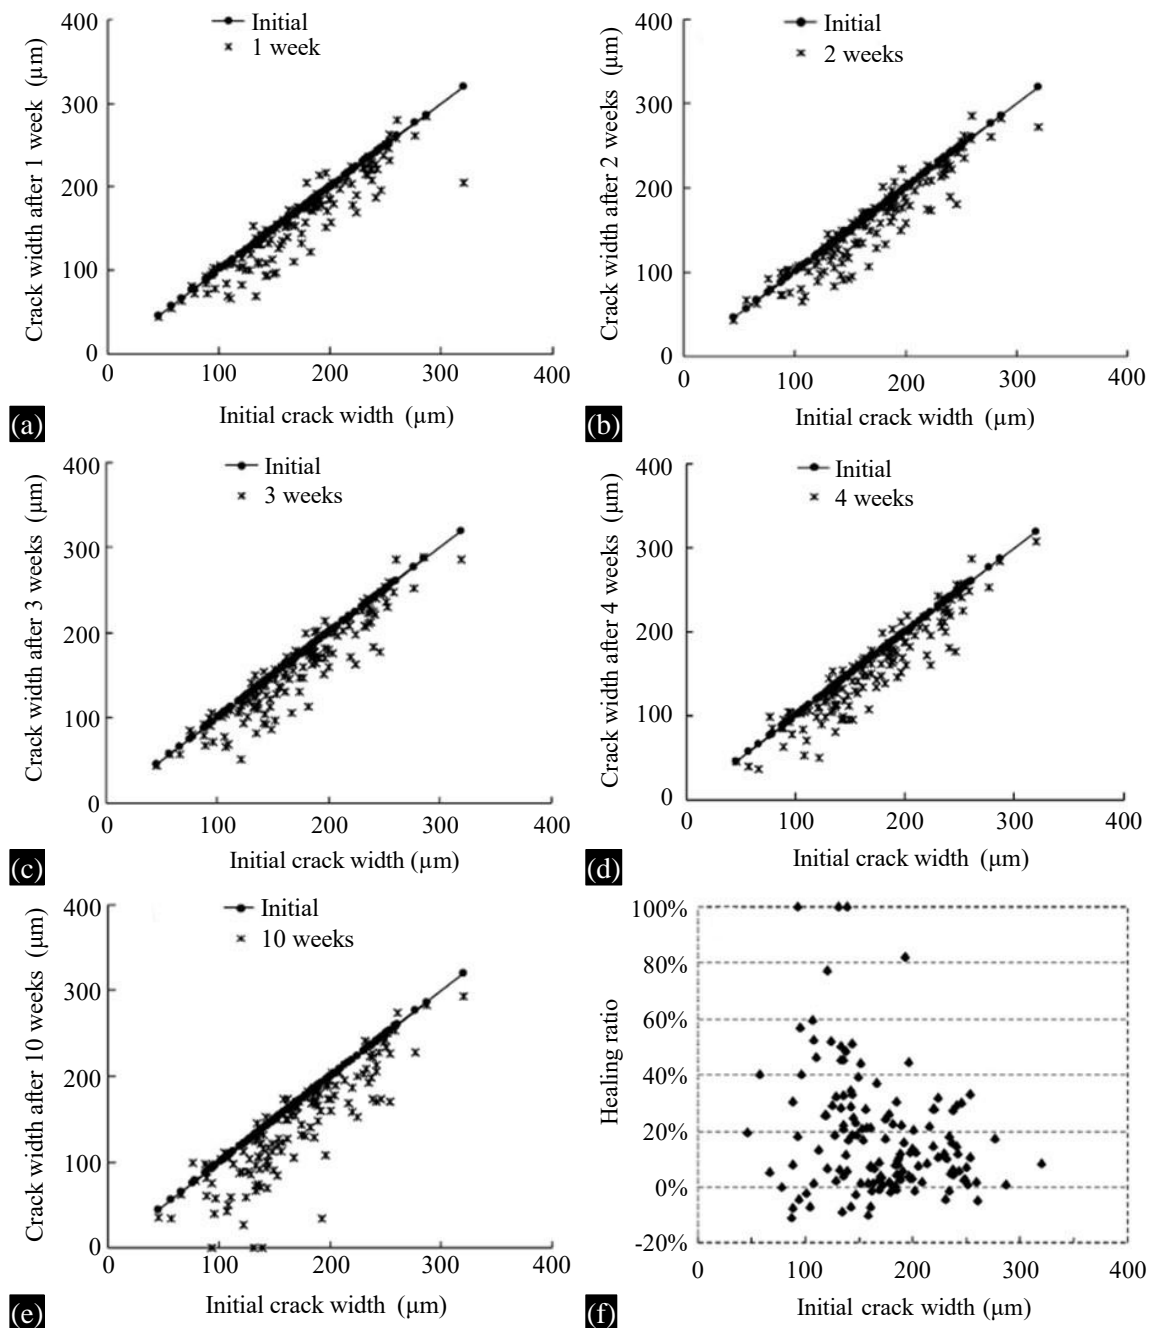 Initial
1 week
Crack width after 1 week (μm)
400
300
200
100
0
0 100 200 300 400
Initial crack width (μm)
(a)
Initial
2 weeks
Crack width after 2 weeks (μm)
400
300
200
100
0
0 100 200 300 400
Initial crack width (μm)
(b)
Initial
3 weeks
Crack width after 3 weeks (μm)
400
300
200
100
0
0 100 200 300 400
Initial crack width (μm)
(c)
Initial
4 weeks
Crack width after 4 weeks (μm)
400
300
200
100
0
0 100 200 300 400
Initial crack width (μm)
(d)
Initial
10 weeks
Crack width after 10 weeks (μm)
400
300
200
100
0
0 100 200 300 400
Initial crack width (μm)
(e)
Healing ratio
100%
80%
60%
40%
20%
0%
-20%
0 100 200 300 400
Initial crack width (μm)
(f)